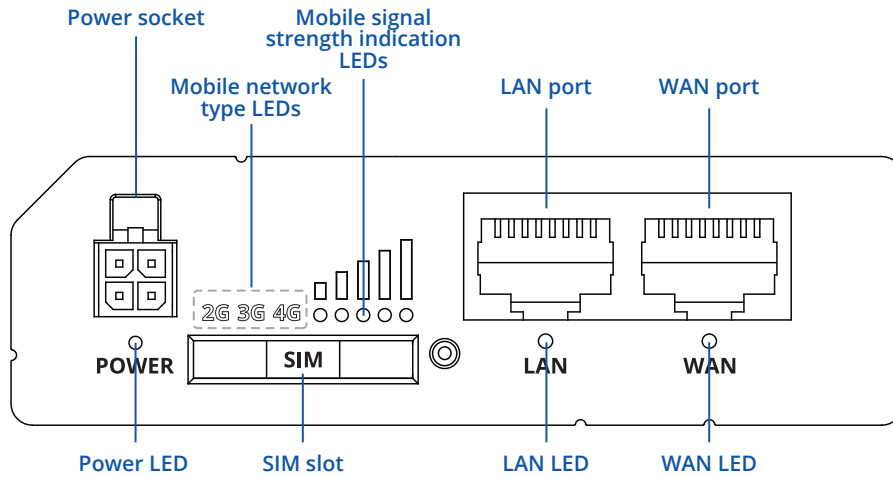 Power socket
Mobile signal
strength indication
LEDs
Mobile network
type LEDs
LAN port
WAN port
2G 3G 4G
POWER
SIM
LAN
WAN
Power LED
SIM slot
LAN LED
WAN LED